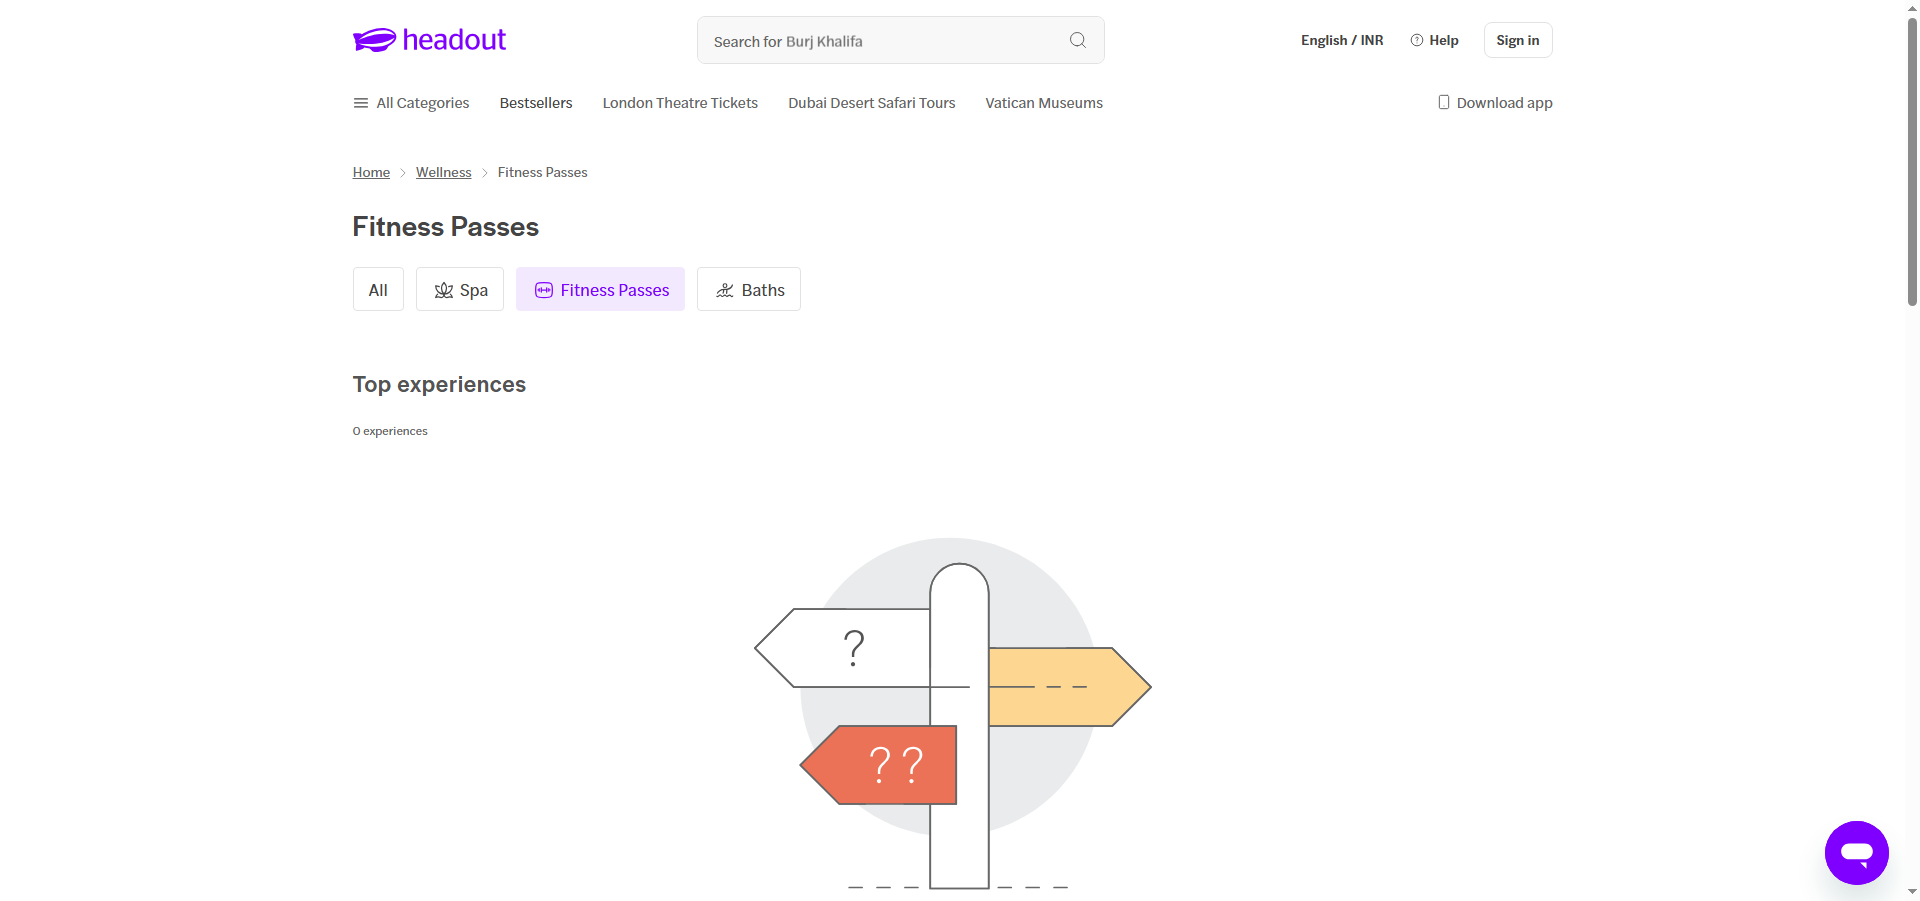 headout
Search for Burj Khalifa
English / INR
Help
Sign in
All Categories
Bestsellers
London Theatre Tickets
Dubai Desert Safari Tours
Vatican Museums
Download app
Home
Wellness
Fitness Passes
Fitness Passes
All
Spa
Fitness Passes
Baths
Top experiences
0 experiences
?
??